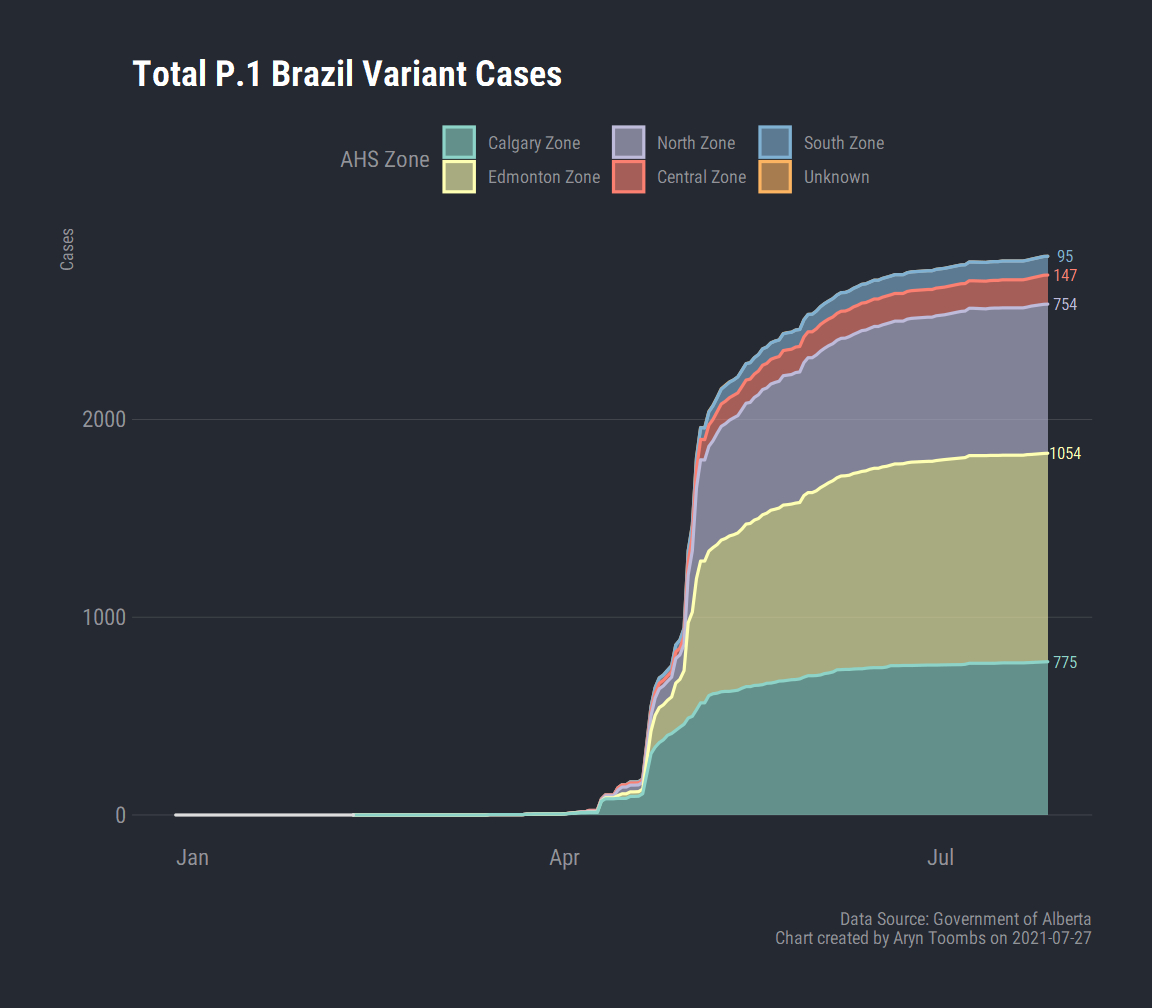 Total P.1 Brazil Variant Cases
AHS Zone
Calgary Zone
North Zone
South Zone
Edmonton Zone
Central Zone
Unknown
Cases
95
147
754
2000
1054
1000
775
0
Jan
Apr
Jul
Data Source: Government of Alberta
Chart created by Aryn Toombs on 2021-07-27